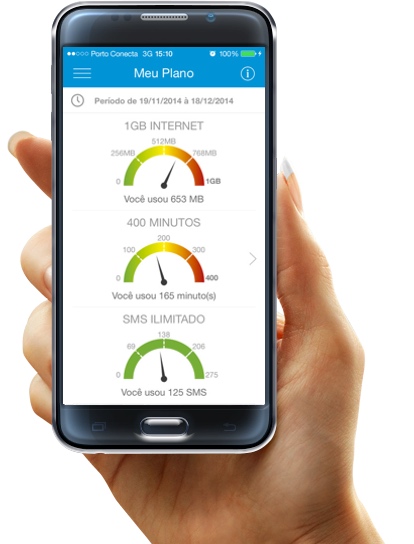 Porto Conecta 3G 15:10 100%
Meu Plano
Período de 19/11/2014 à 18/12/2014
1GB INTERNET
512MB
256MB 768MB
0 1GB
Você usou 653 MB
400 MINUTOS
200
100 300
0 400
Você usou 165 minuto(s)
SMS ILIMITADO
138
69 206
0 275
Você usou 125 SMS